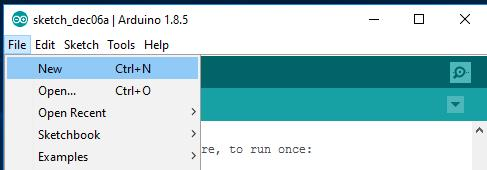 sketch_dec06a | Arduino 1.8.5
File Edit Sketch Tools Help
New Ctrl+N
Open... Ctrl+O
Open Recent
Sketchbook
re, to run once:
Examples